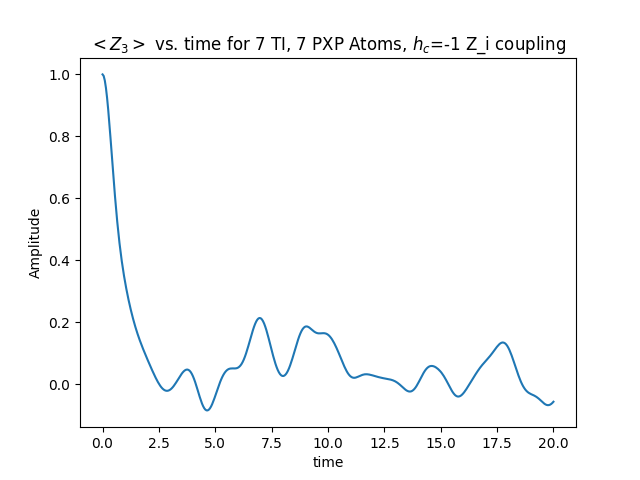 < Z₃ > vs. time for 7 TI, 7 PXP Atoms, h_c=-1 Z_i coupling
1.0
0.8
0.6
0.4
0.2
0.0
Amplitude
0.0 2.5 5.0 7.5 10.0 12.5 15.0 17.5 20.0
time